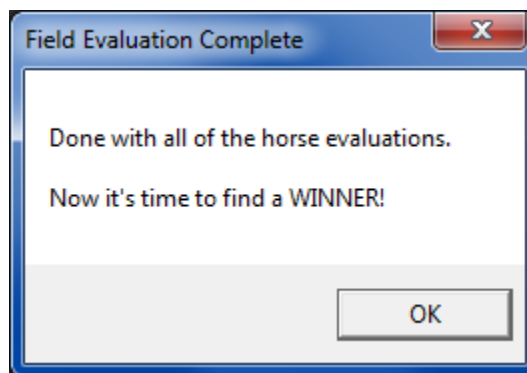 Field Evaluation Complete
X
Done with all of the horse evaluations.
Now it's time to find a WINNER!
OK